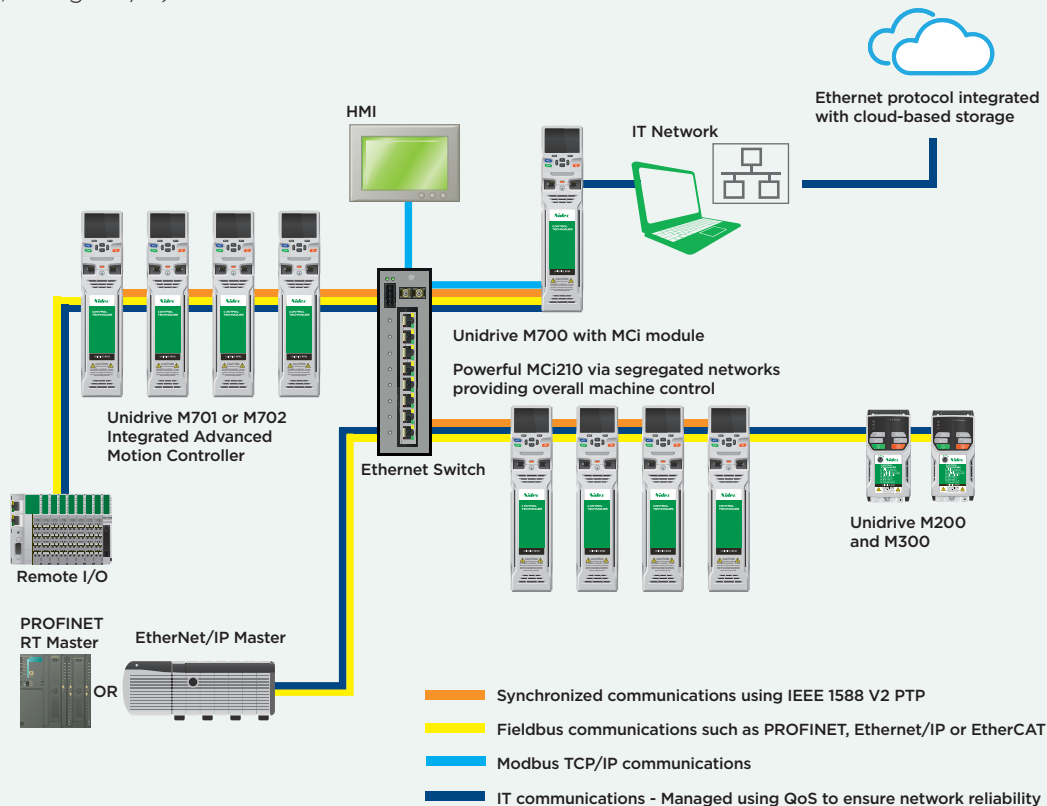 Ethernet protocol integrated
with cloud-based storage
HMI
IT Network
Nidec
CONTROL
TECHNIQUES
Unidrive M700 with MCi module
Powerful MCi210 via segregated networks
providing overall machine control
Unidrive M701 or M702
Integrated Advanced
Motion Controller
Ethernet Switch
Unidrive M200
and M300
Remote I/O
PROFINET
RT Master
EtherNet/IP Master
OR
Synchronized communications using IEEE 1588 V2 PTP
Fieldbus communications such as PROFINET, Ethernet/IP or EtherCAT
Modbus TCP/IP communications
IT communications - Managed using QoS to ensure network reliability